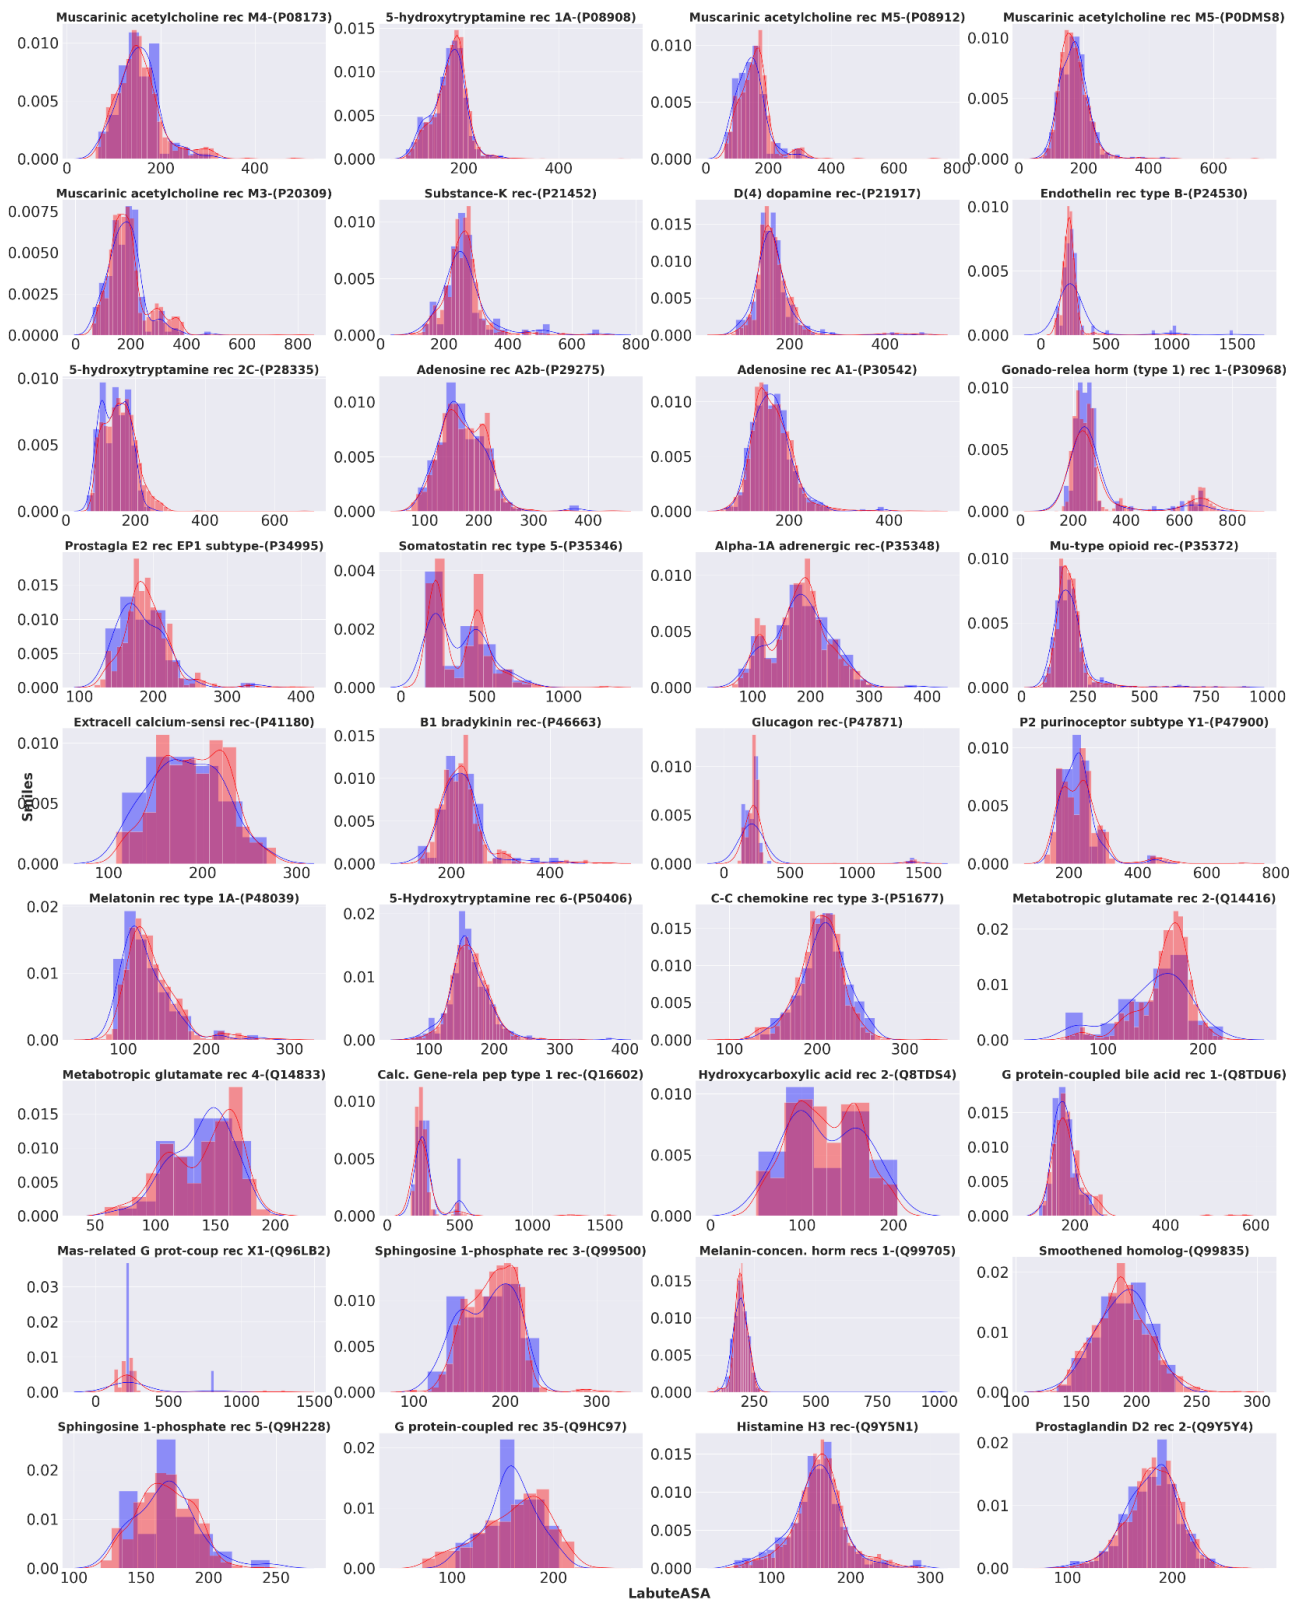 Muscarinic acetylcholine rec M4-(P08173)
5-hydroxytryptamine rec 1A-(P08908)
Muscarinic acetylcholine rec M5-(P08912)
Muscarinic acetylcholine rec M5-(P0DMS8)
0.010
0.005
0.000
0 200 400
0.015
0.010
0.005
0.000
200 400
0.010
0.005
0.000
0 200 400 600 800
0.010
0.005
0.000
0 200 400 600
Muscarinic acetylcholine rec M3-(P20309)
Substance-K rec-(P21452)
D(4) dopamine rec-(P21917)
Endothelin rec type B-(P24530)
0.0075
0.0050
0.0025
0.0000
0 200 400 600 800
0.010
0.005
0.000
0 200 400 600 800
0.015
0.010
0.005
0.000
200 400
0.010
0.005
0.000
0 500 1000 1500
5-hydroxytryptamine rec 2C-(P28335)
Adenosine rec A2b-(P29275)
Adenosine rec A1-(P30542)
Gonado-relea horm (type 1) rec 1-(P30968)
0.010
0.005
0.000
0 200 400 600
0.010
0.005
0.000
100 200 300 400
0.010
0.005
0.000
200 400
0.010
0.005
0.000
0 200 400 600 800
Prostagla E2 rec EP1 subtype-(P34995)
Somatostatin rec type 5-(P35346)
Alpha-1A adrenergic rec-(P35348)
Mu-type opioid rec-(P35372)
0.015
0.010
0.005
0.000
100 200 300 400
0.004
0.002
0.000
0 500 1000
0.010
0.005
0.000
100 200 300 400
0.010
0.005
0.000
0 250 500 750 1000
Extracell calcium-sensi rec-(P41180)
B1 bradykinin rec-(P46663)
Glucagon rec-(P47871)
P2 purinoceptor subtype Y1-(P47900)
Smiles
0.010
0.005
0.000
100 200 300
0.015
0.010
0.005
0.000
200 400
0.010
0.005
0.000
0 500 1000 1500
0.010
0.005
0.000
0 200 400 600 800
Melatonin rec type 1A-(P48039)
5-Hydroxytryptamine rec 6-(P50406)
C-C chemokine rec type 3-(P51677)
Metabotropic glutamate rec 2-(Q14416)
0.02
0.01
0.00
100 200 300
0.02
0.01
0.00
100 200 300 400
0.015
0.010
0.005
0.000
100 200 300
0.02
0.01
0.00
100 200
Metabotropic glutamate rec 4-(Q14833)
Calc. Gene-rela pep type 1 rec-(Q16602)
Hydroxycarboxylic acid rec 2-(Q8TDS4)
G protein-coupled bile acid rec 1-(Q8TDU6)
0.015
0.010
0.005
0.000
50 100 150 200
0.010
0.005
0.000
0 500 1000 1500
0.010
0.005
0.000
0 100 200
0.015
0.010
0.005
0.000
200 400 600
Mas-related G prot-coup rec X1-(Q96LB2)
Sphingosine 1-phosphate rec 3-(Q99500)
Melanin-concen. horm recs 1-(Q99705)
Smoothened homolog-(Q99835)
0.03
0.02
0.01
0.00
0 500 1000 1500
0.010
0.005
0.000
100 200 300
0.015
0.010
0.005
0.000
250 500 750 1000
0.02
0.01
0.00
100 150 200 250 300
Sphingosine 1-phosphate rec 5-(Q9H228)
G protein-coupled rec 35-(Q9HC97)
Histamine H3 rec-(Q9Y5N1)
Prostaglandin D2 rec 2-(Q9Y5Y4)
0.02
0.01
0.00
100 150 200 250
0.02
0.01
0.00
100 200
0.015
0.010
0.005
0.000
100 200 300
0.02
0.01
0.00
100 200
LabuteASA